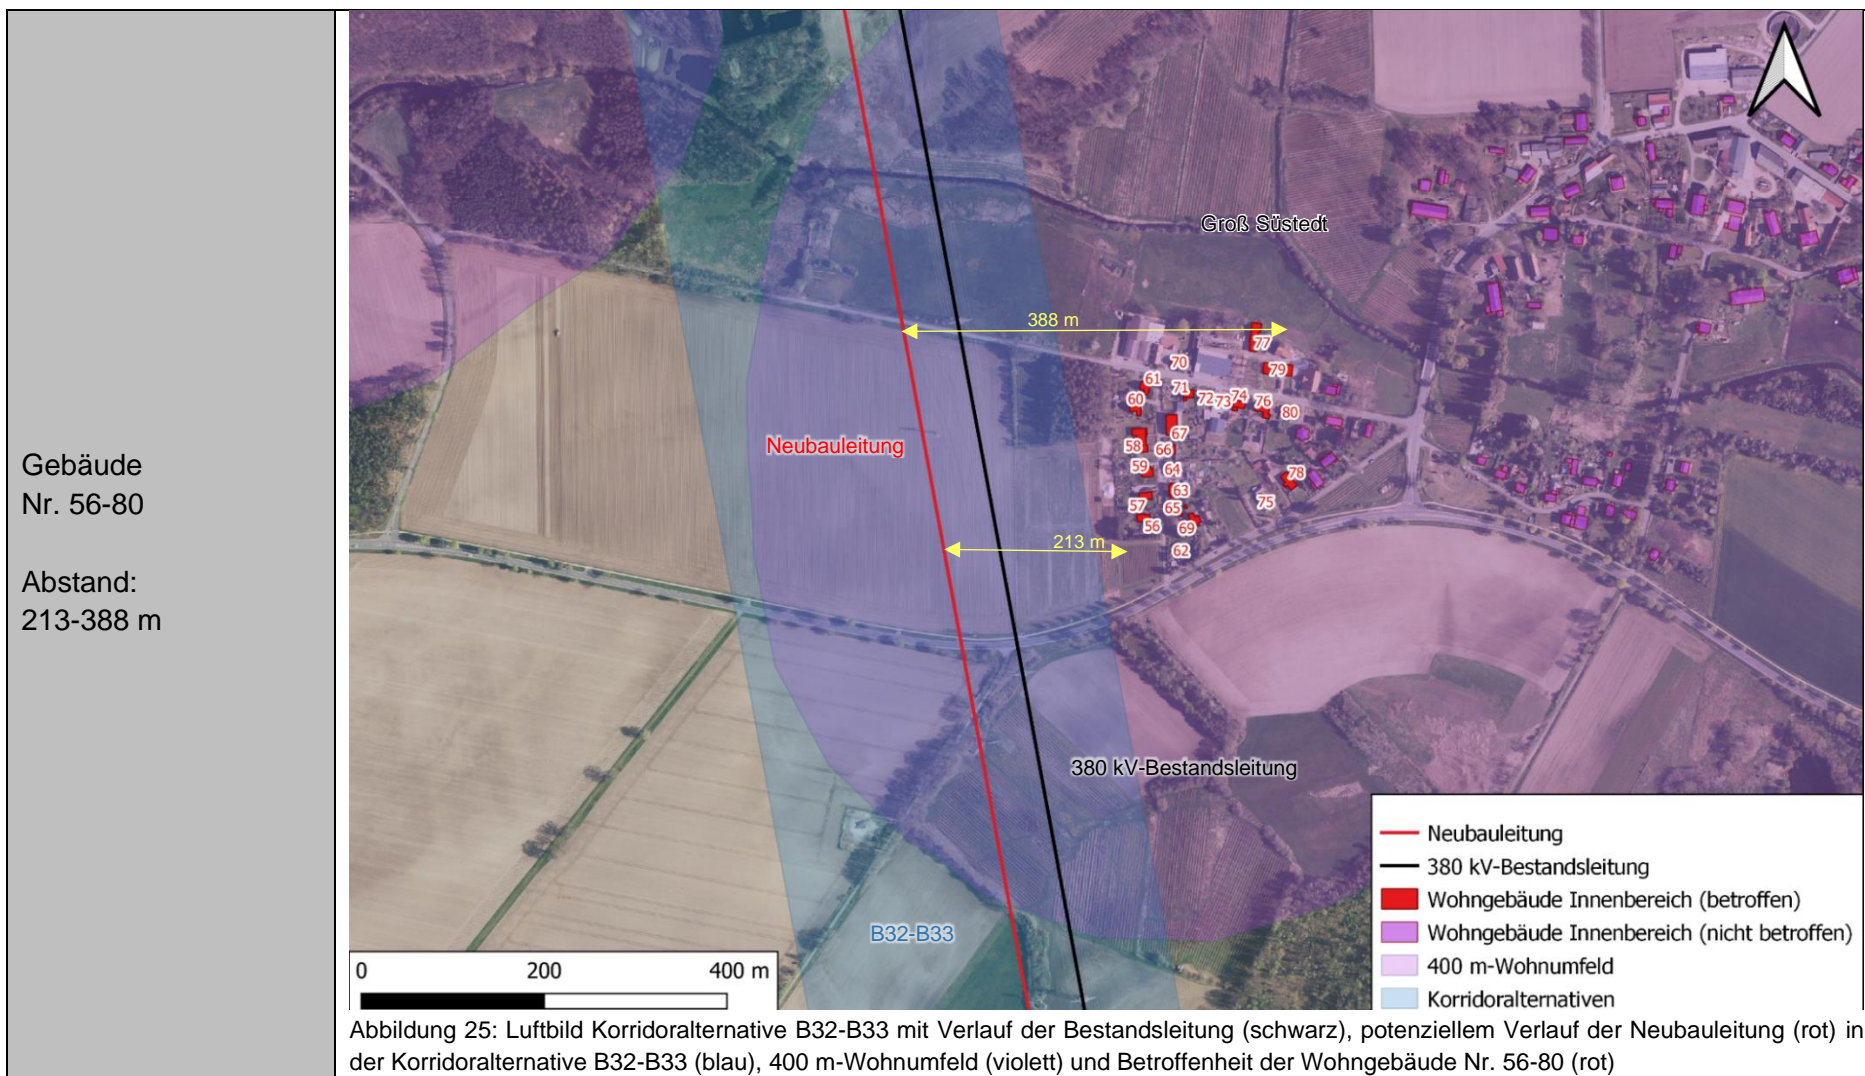 Gebäude
Nr. 56-80
Abstand:
213-388 m
Groß Süstedt
388 m
77
70
79
61
71
60
72
73
74
76
80
67
58
66
59
64
78
63
57
65
75
56
69
62
Neubauleitung
213 m
380 kV-Bestandsleitung
B32-B33
0 200 400 m
Neubauleitung
380 kV-Bestandsleitung
Wohngebäude Innenbereich (betroffen)
Wohngebäude Innenbereich (nicht betroffen)
400 m-Wohnumfeld
Korridoralternativen
Abbildung 25: Luftbild Korridoralternative B32-B33 mit Verlauf der Bestandsleitung (schwarz), potenziellem Verlauf der Neubauleitung (rot) in
der Korridoralternative B32-B33 (blau), 400 m-Wohnumfeld (violett) und Betroffenheit der Wohngebäude Nr. 56-80 (rot)